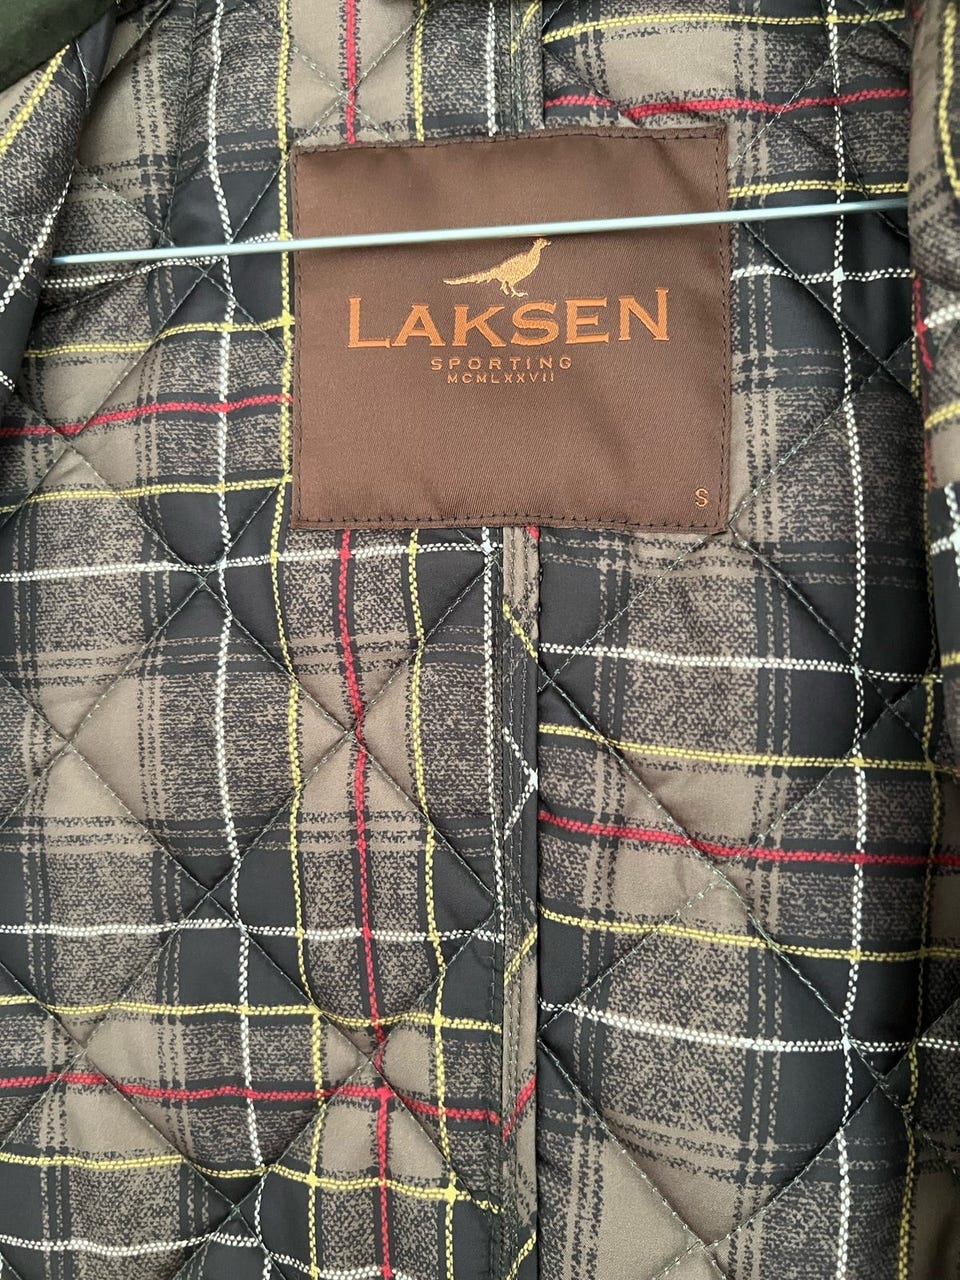 LAKSEN
SPORTING
MCMLXXVII
S